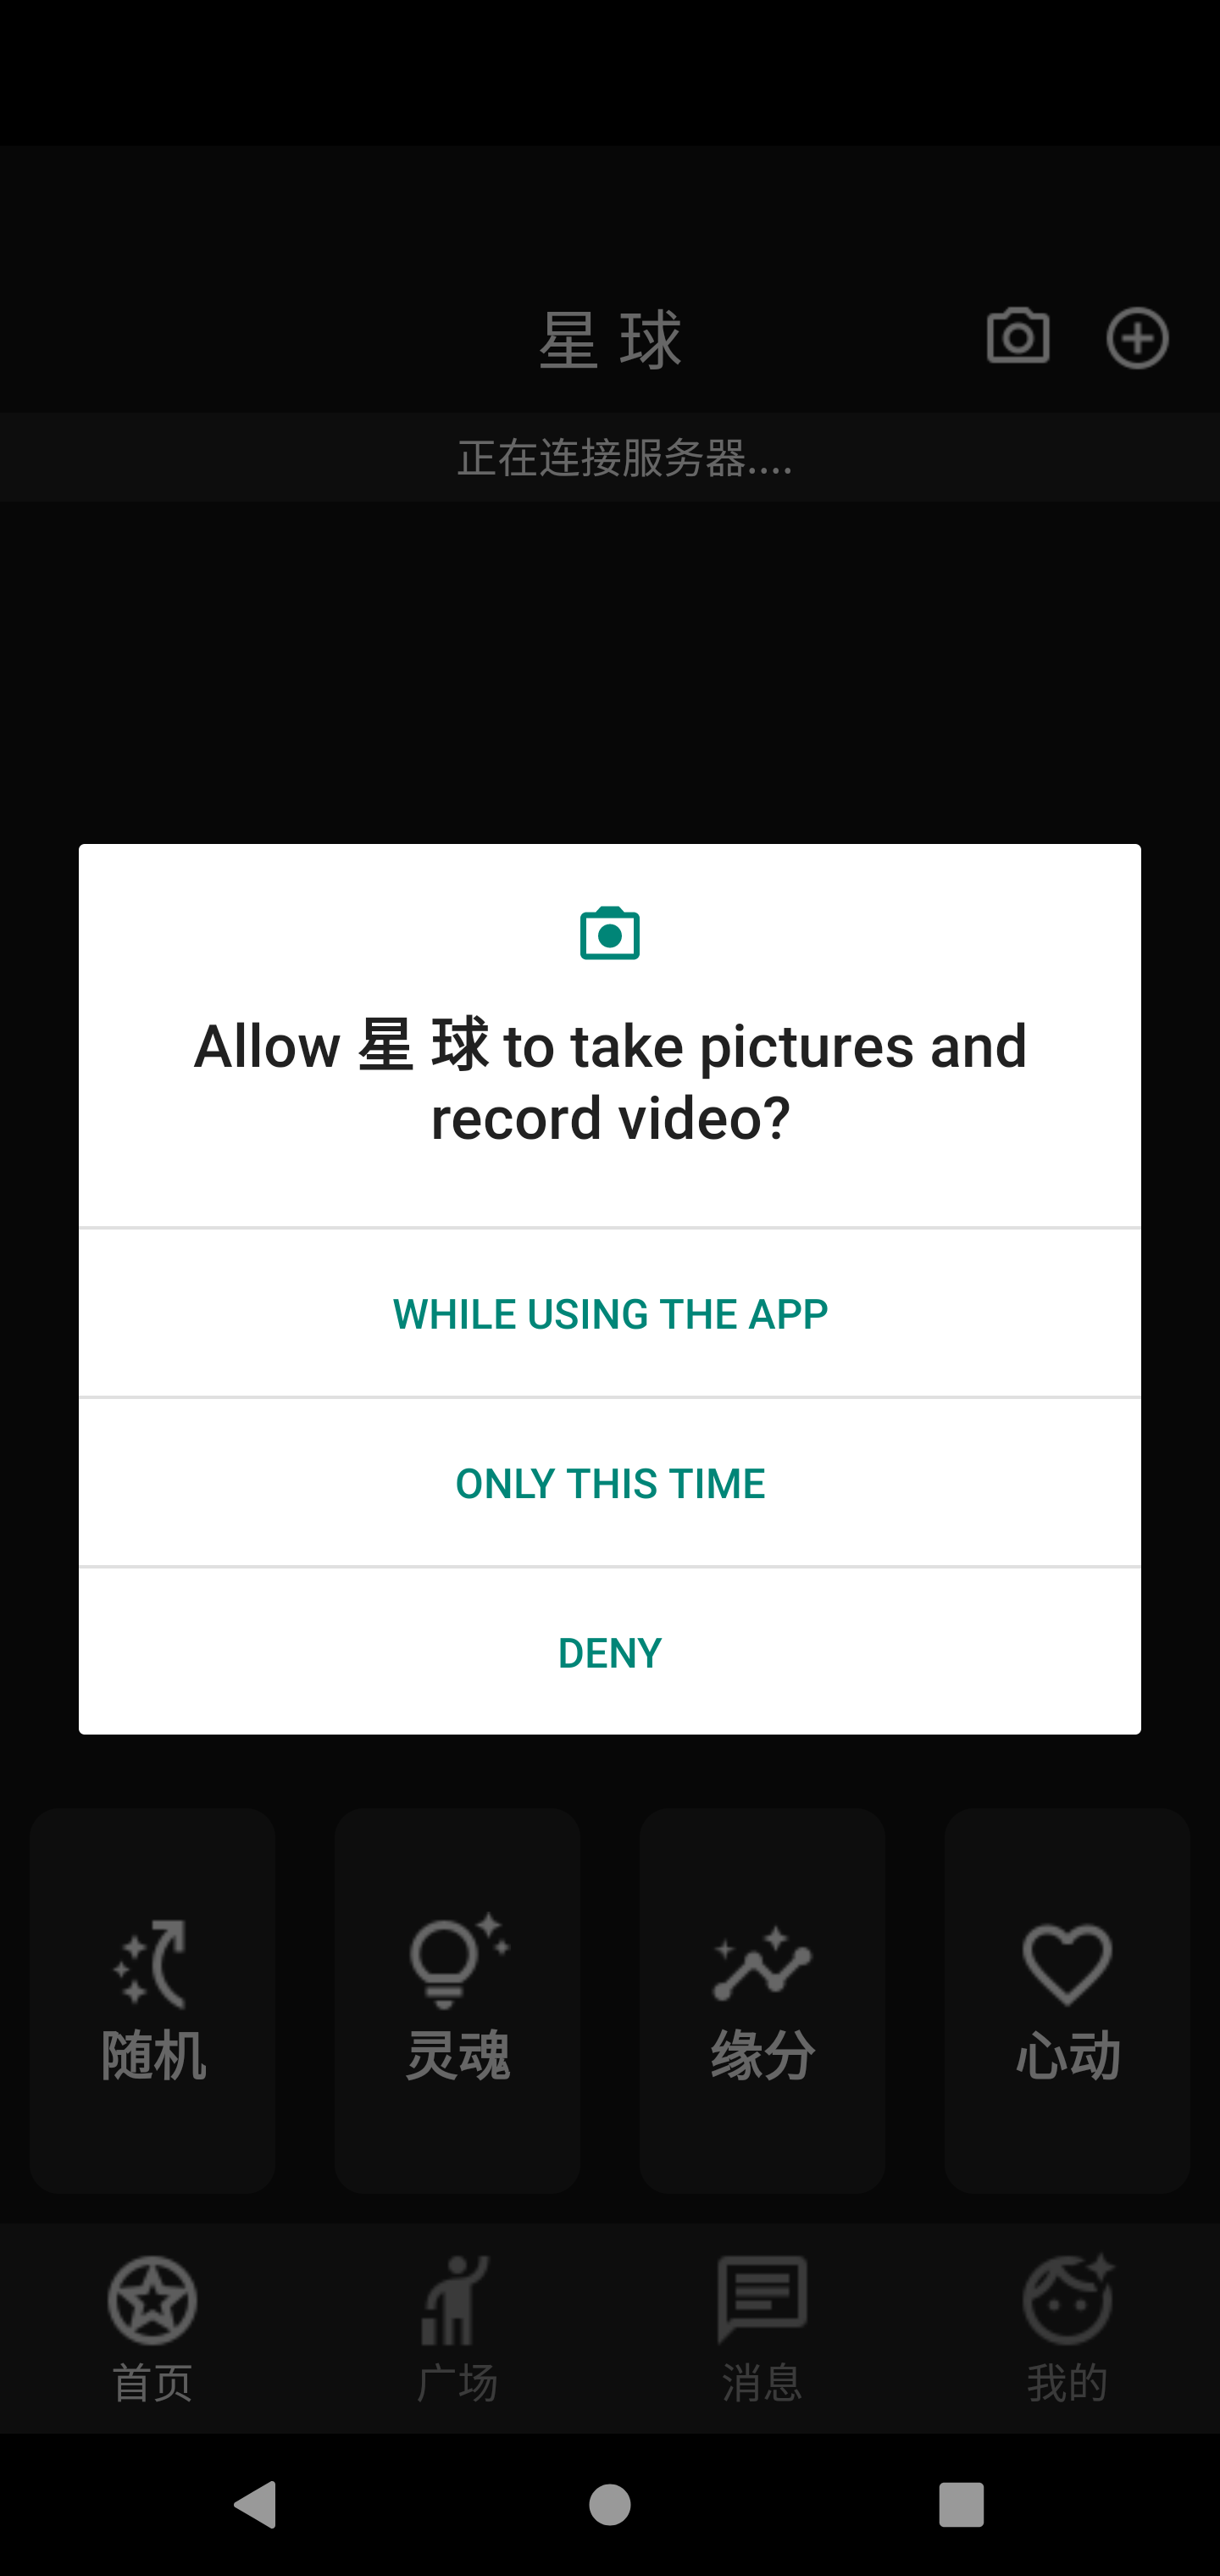 星 球
正在连接服务器....
Allow 星 球 to take pictures and
record video?
WHILE USING THE APP
ONLY THIS TIME
DENY
随机
灵魂
缘分
心动
首页
广场
消息
我的